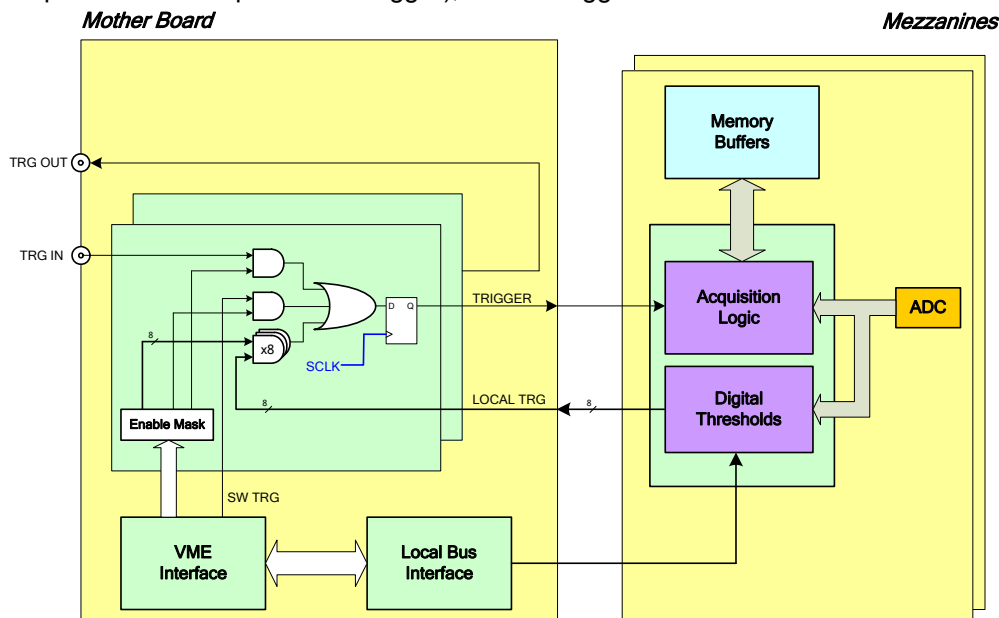 Mother Board
Mezzanines
TRG OUT
TRG IN
Memory
Buffers
D Q
TRIGGER
Acquisition
Logic
ADC
8
x8
SCLK
8
LOCAL TRG
8
Digital
Thresholds
Enable Mask
SW TRG
VME
Interface
Local Bus
Interface